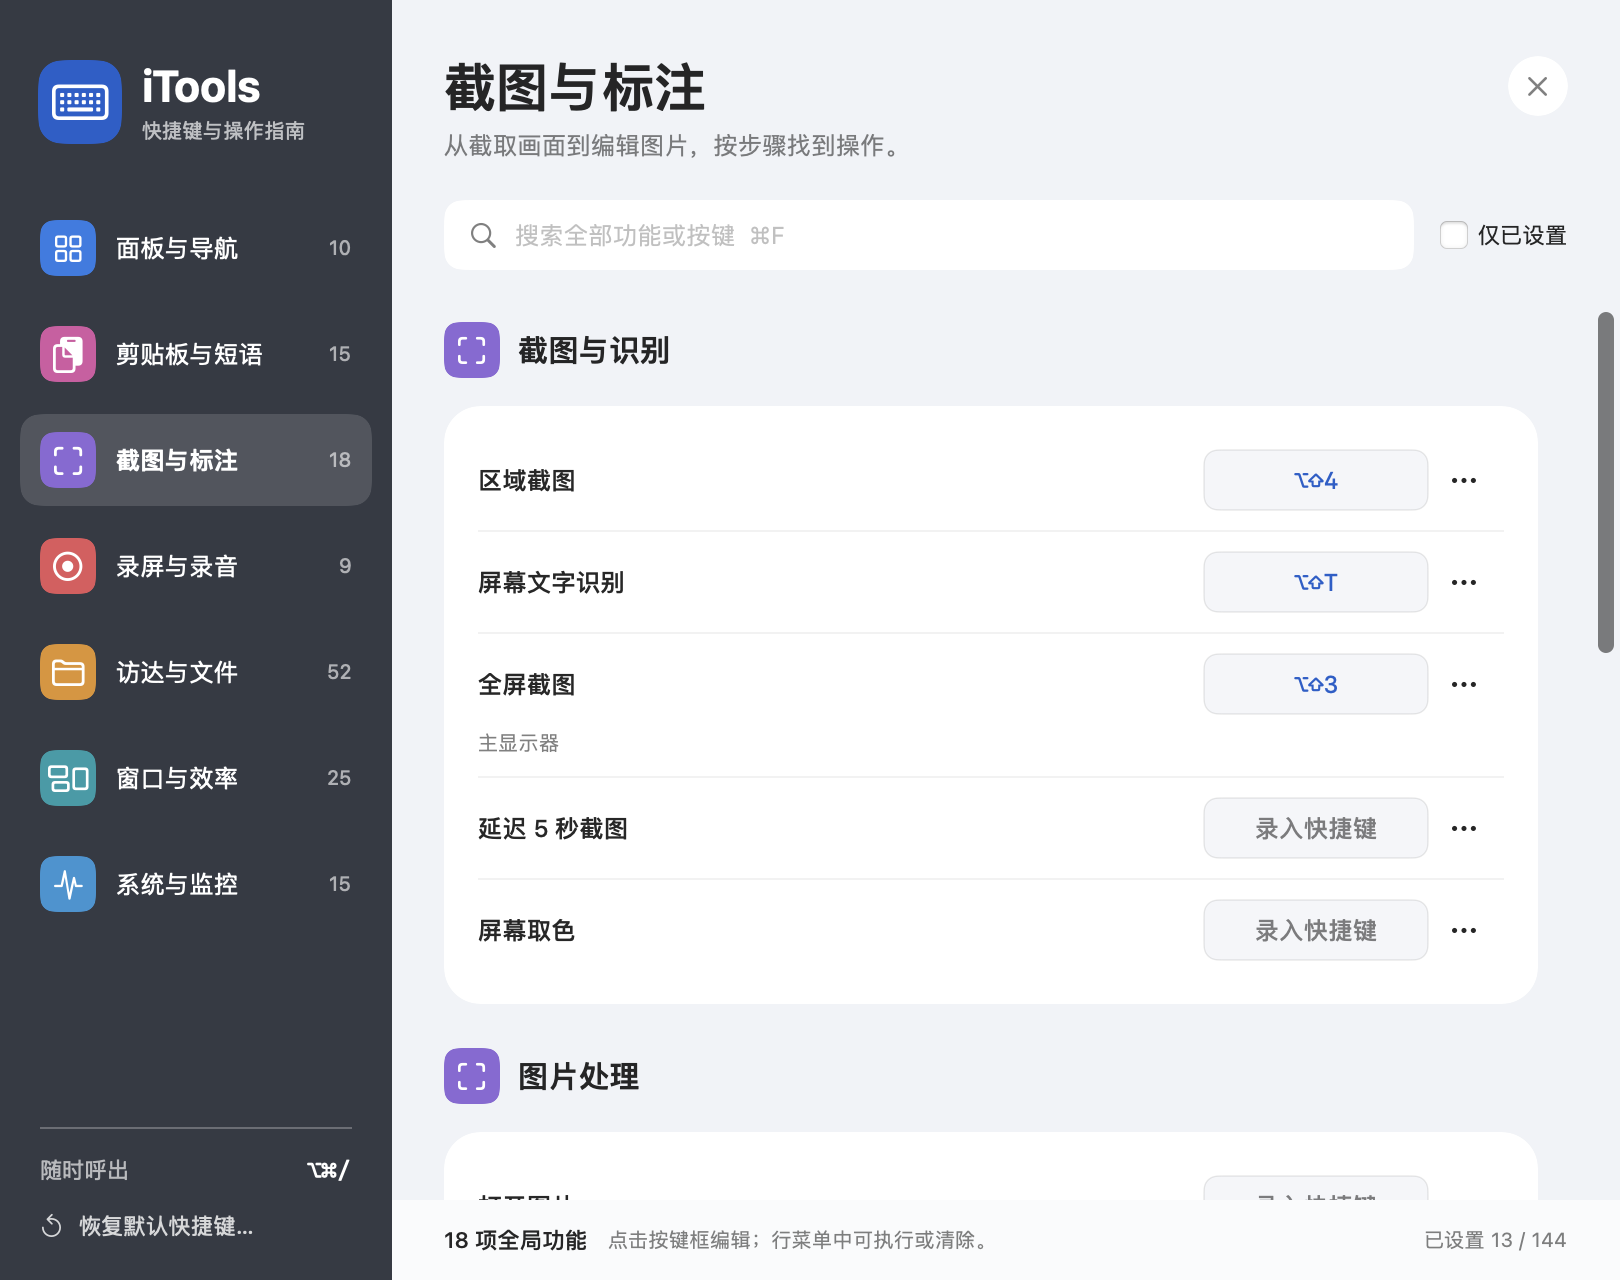 iTools
快捷键与操作指南
面板与导航 10
剪贴板与短语 15
截图与标注 18
录屏与录音 9
访达与文件 52
窗口与效率 25
系统与监控 15
随时呼出 ⌥⌘/
恢复默认快捷键...
截图与标注
从截取画面到编辑图片，按步骤找到操作。
搜索全部功能或按键 ⌘F
仅已设置
截图与识别
区域截图 ⌥⇧4
屏幕文字识别 ⌥⇧T
全屏截图 ⌥⇧3
主显示器
延迟 5 秒截图 录入快捷键
屏幕取色 录入快捷键
图片处理
打开图片 录入快捷键
18 项全局功能 点击按键框编辑；行菜单中可执行或清除。
已设置 13 / 144